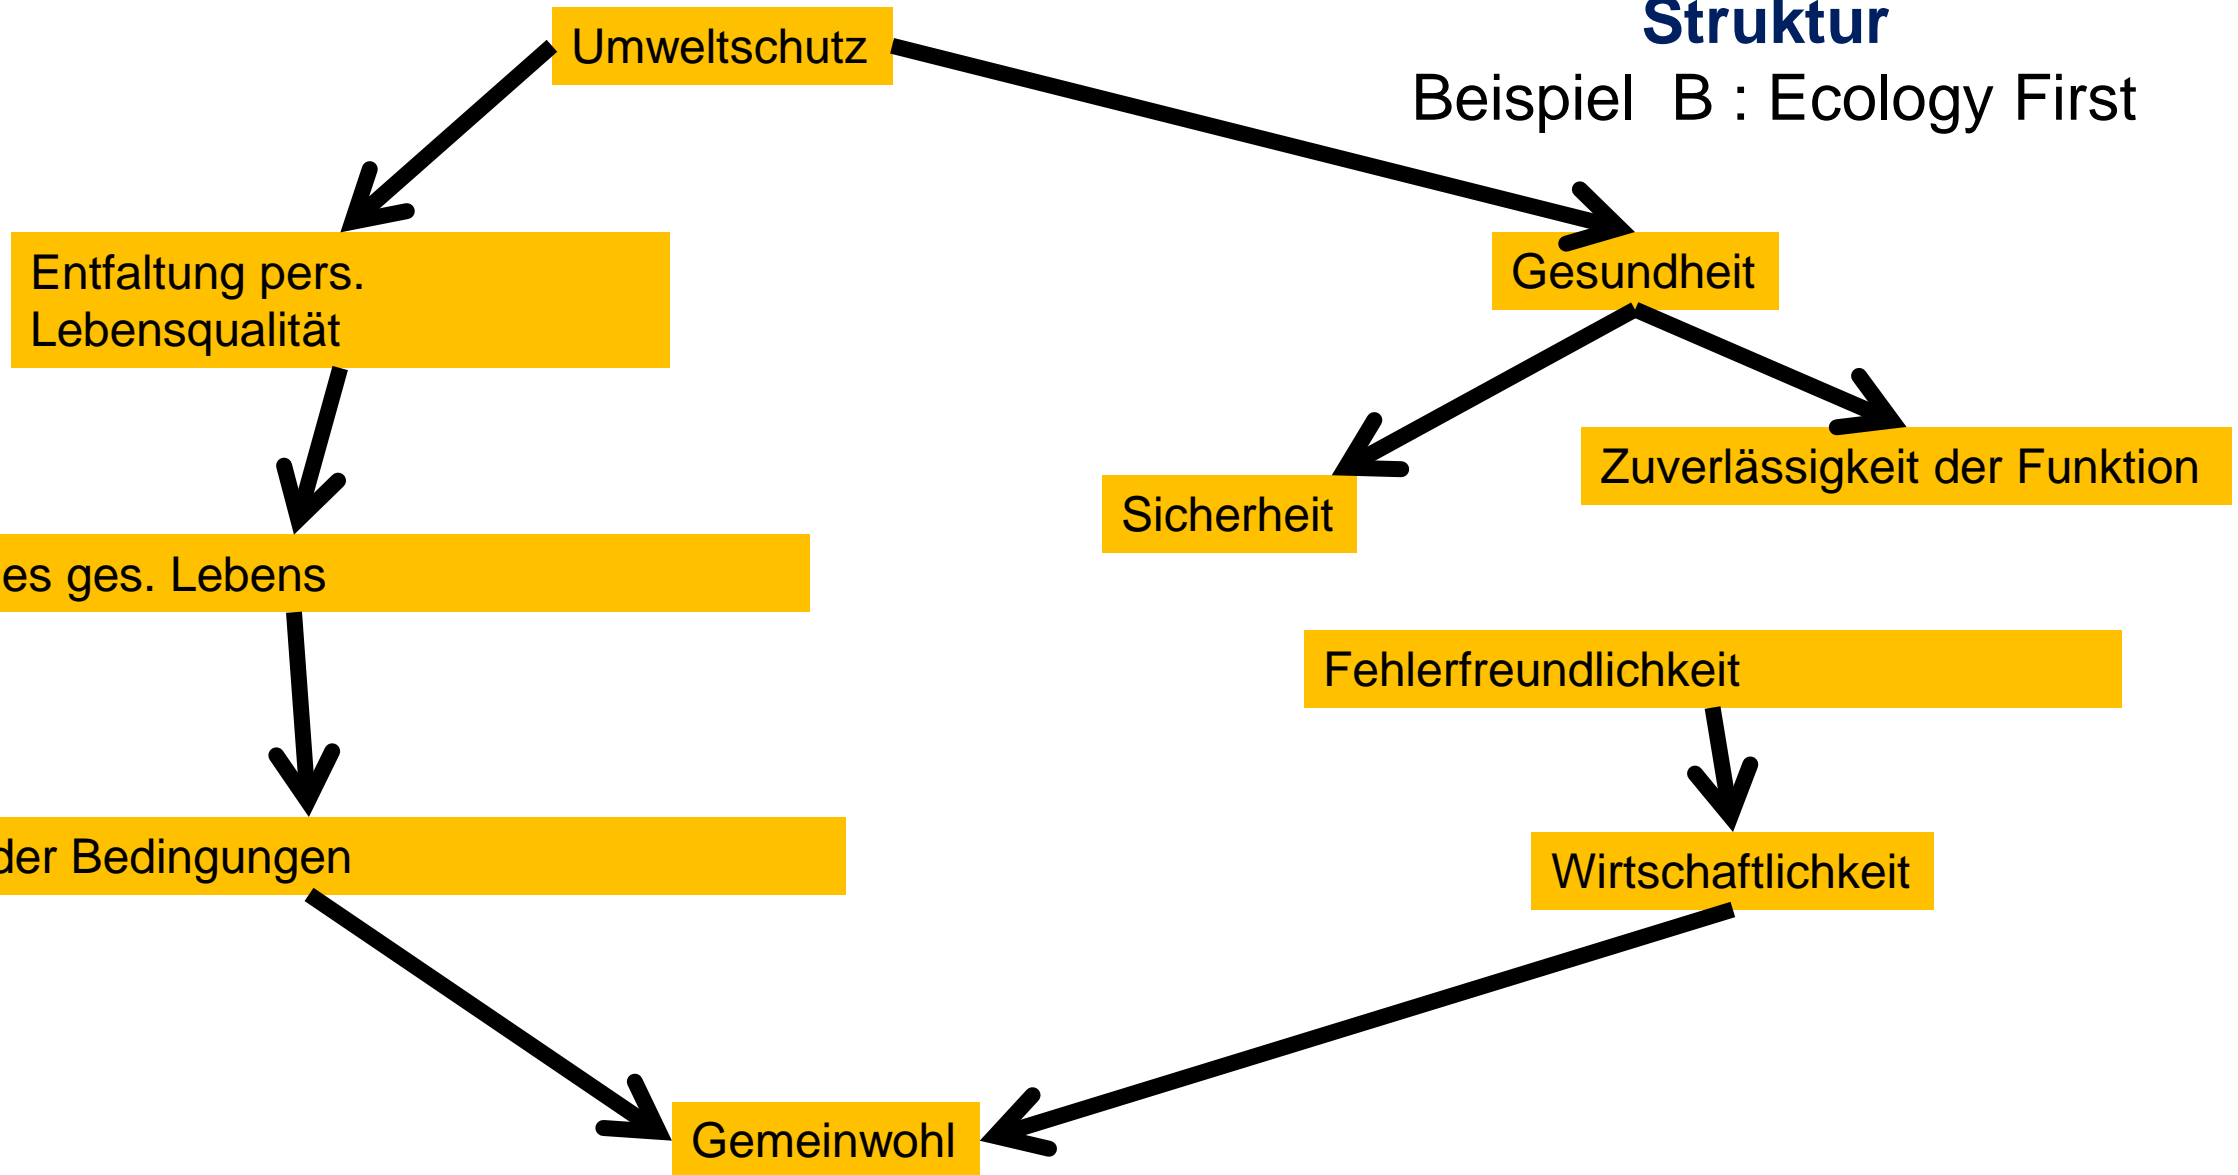 Struktur
Beispiel B : Ecology First
Umweltschutz
Entfaltung pers.
Lebensqualität
Gesundheit
Zuverlässigkeit der Funktion
Sicherheit
es ges. Lebens
Fehlerfreundlichkeit
der Bedingungen
Wirtschaftlichkeit
Gemeinwohl